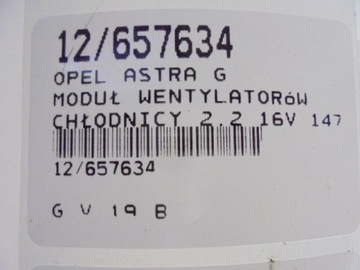 12/657634
OPEL ASTRA G
MODUŁ WENTYLATORóW
CHŁODNICY 2.2 16V 147
12/657634
G V 19 B